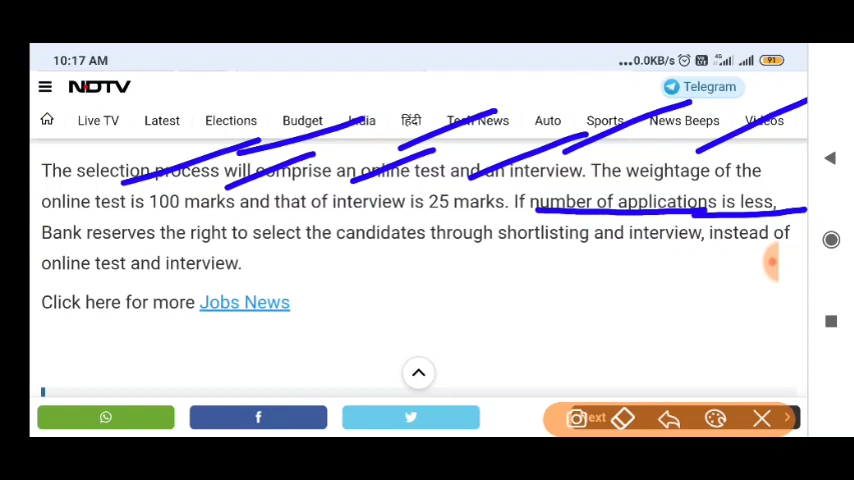 10:17 AM
...0.0KB/s 4G 91
NDTV
Telegram
Live TV Latest Elections Budget India हिंदी Tech News Auto Sports News Beeps Videos
The selection process will comprise an online test and an interview. The weightage of the
online test is 100 marks and that of interview is 25 marks. If number of applications is less,
Bank reserves the right to select the candidates through shortlisting and interview, instead of
online test and interview.
Click here for more Jobs News
Next